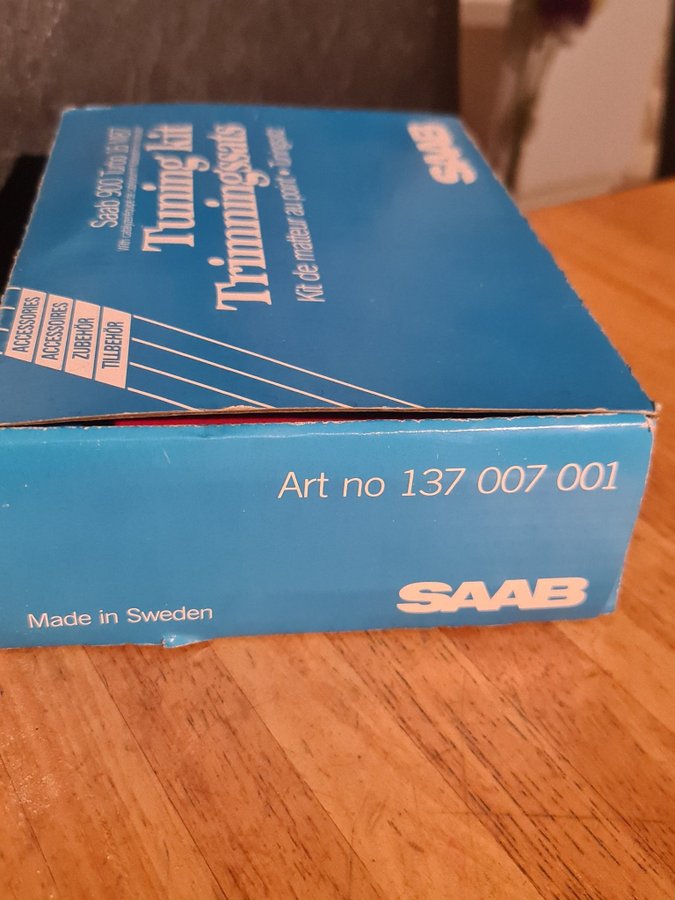 Saab 900 Turbo 16
Tuning kit
Trimningssats
Kit de matteur au point • Tuningsatz
SAAB
ACCESSORIES
ACCESSOIRES
ZUBEHÖR
TILLBEHÖR
Art no 137 007 001
SAAB
Made in Sweden